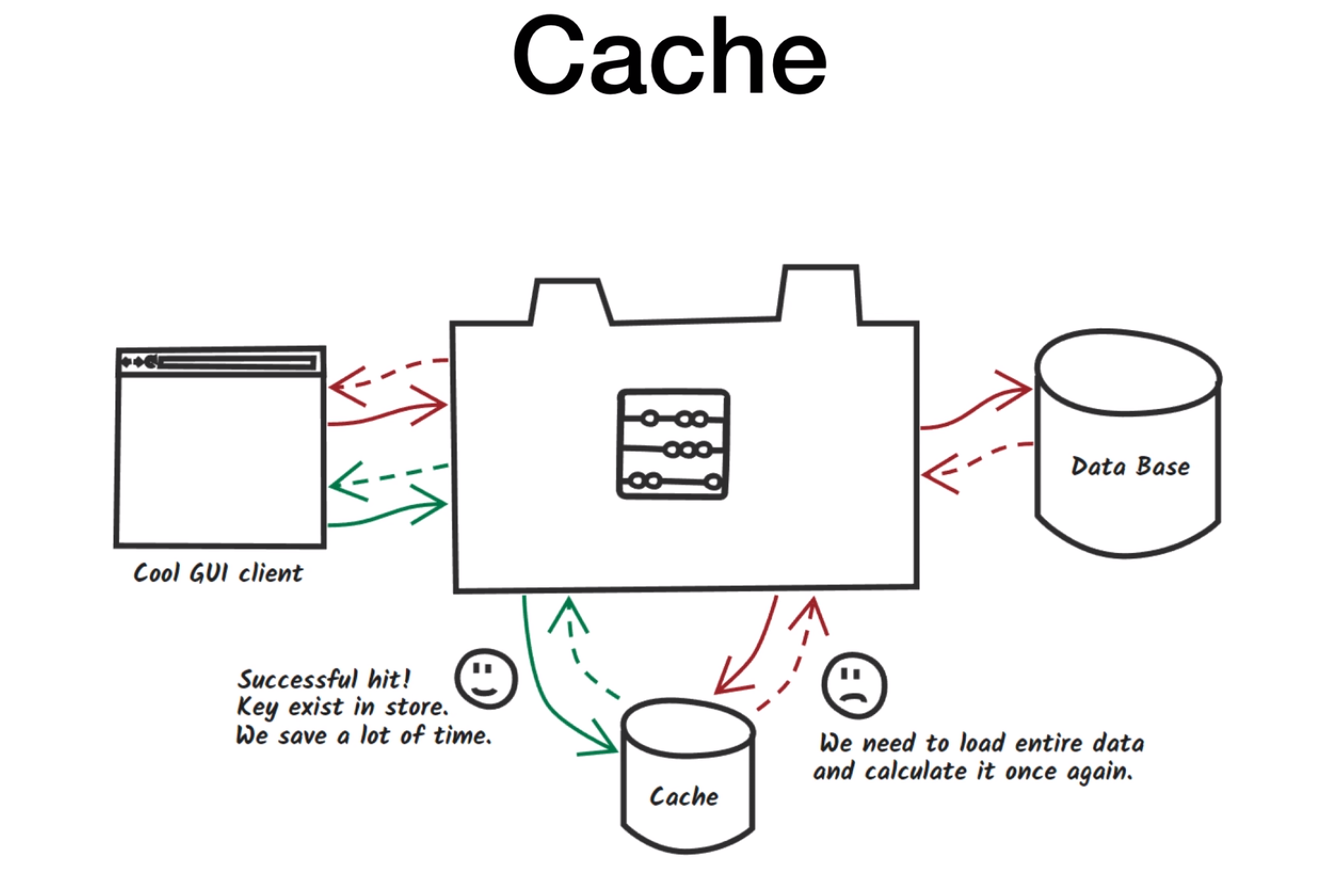 Cache
Cool GUI client
Data Base
Successful hit!
Key exist in store.
We save a lot of time.
We need to load entire data
and calculate it once again.
Cache